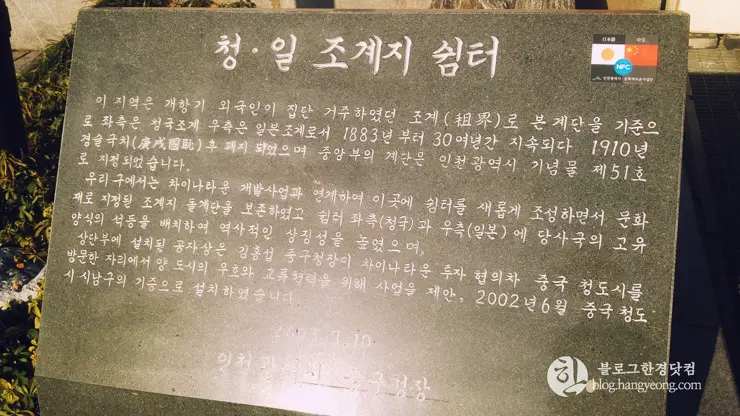 청·일 조계지 쉼터
日本語 中文
NFC
이 지역은 개항기 외국인이 집단 거주하였던 조계(租界)로 본 계단을 기준으
로 좌측은 청국조계 우측은 일본조계로서 1883년부터 30여년간 지속되다 1910년
경술국치(庚戌國恥)후 폐지 되었으며 중앙부의 계단은 인천광역시 기념물 제51호
로 지정되었습니다.
우리 구에서는 차이나타운 개발사업과 연계하여 이곳에 쉼터를 새롭게 조성하면서 문화
재로 지정된 조계지 돌계단을 보존하였고 쉼터 좌측(청국)과 우측(일본)에 당사국의 고유
양식의 석등을 배치하여 역사적인 상징성을 높였으며,
상단부에 설치된 공자상은 김홍섭 중구청장이 차이나타운 투자 협의차 중국 청도시를
방문한 자리에서 양 도시의 우호와 교류협력을 위해 사업을 제안, 2002년 6월 중국 청도
시 시남구의 기증으로 설치하였습니다.
2003.7.10
인천광 구청장
한 블로그한경닷컴
blog.hangyeong.com